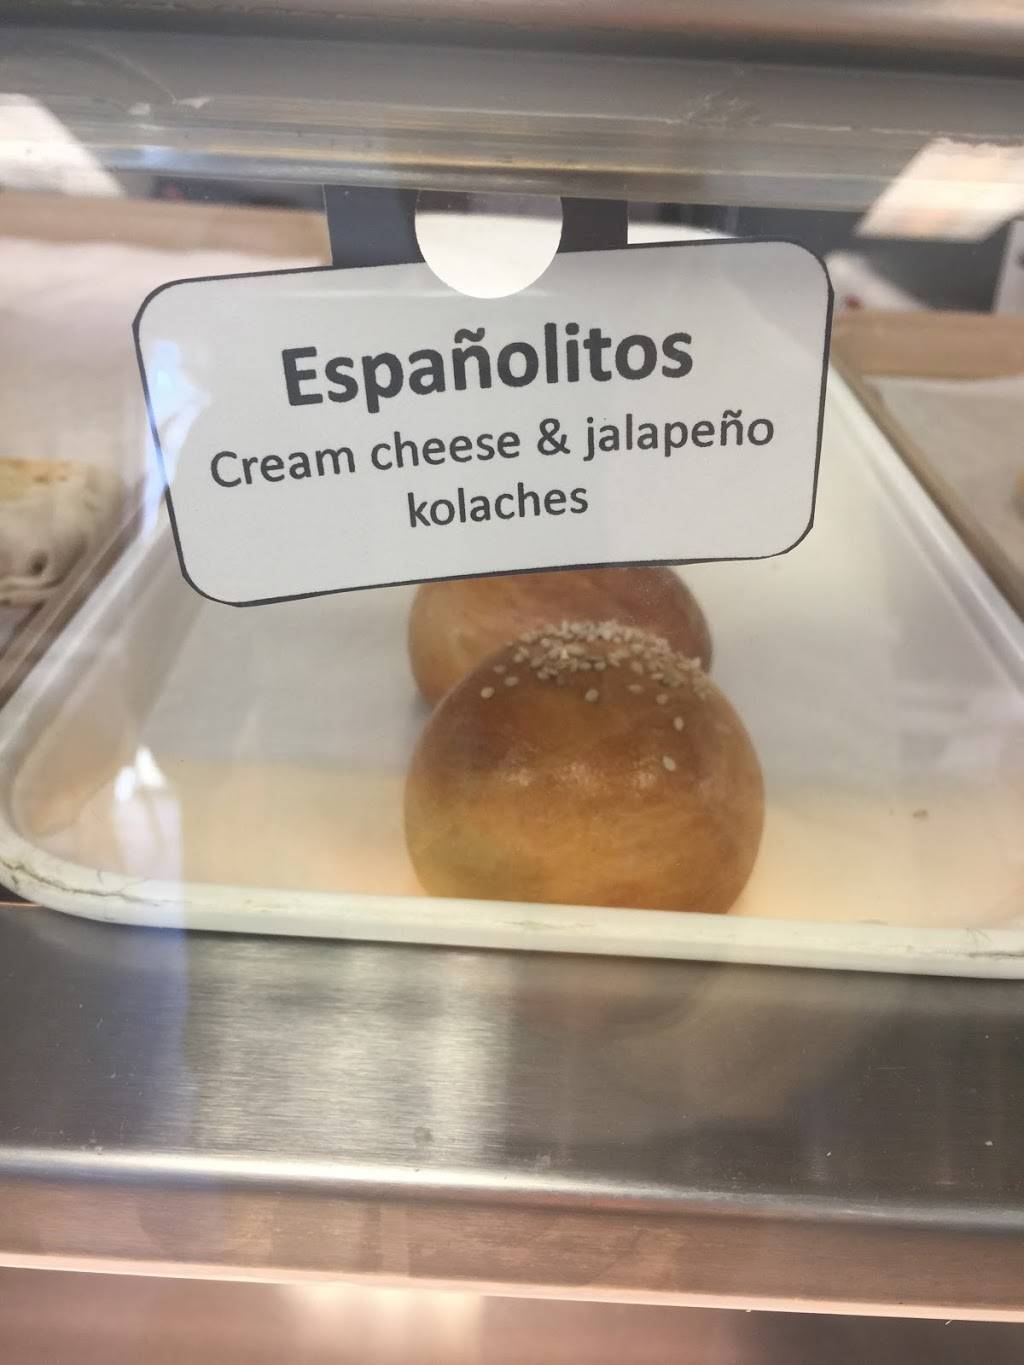 Españolitos
Cream cheese & jalapeño
kolaches